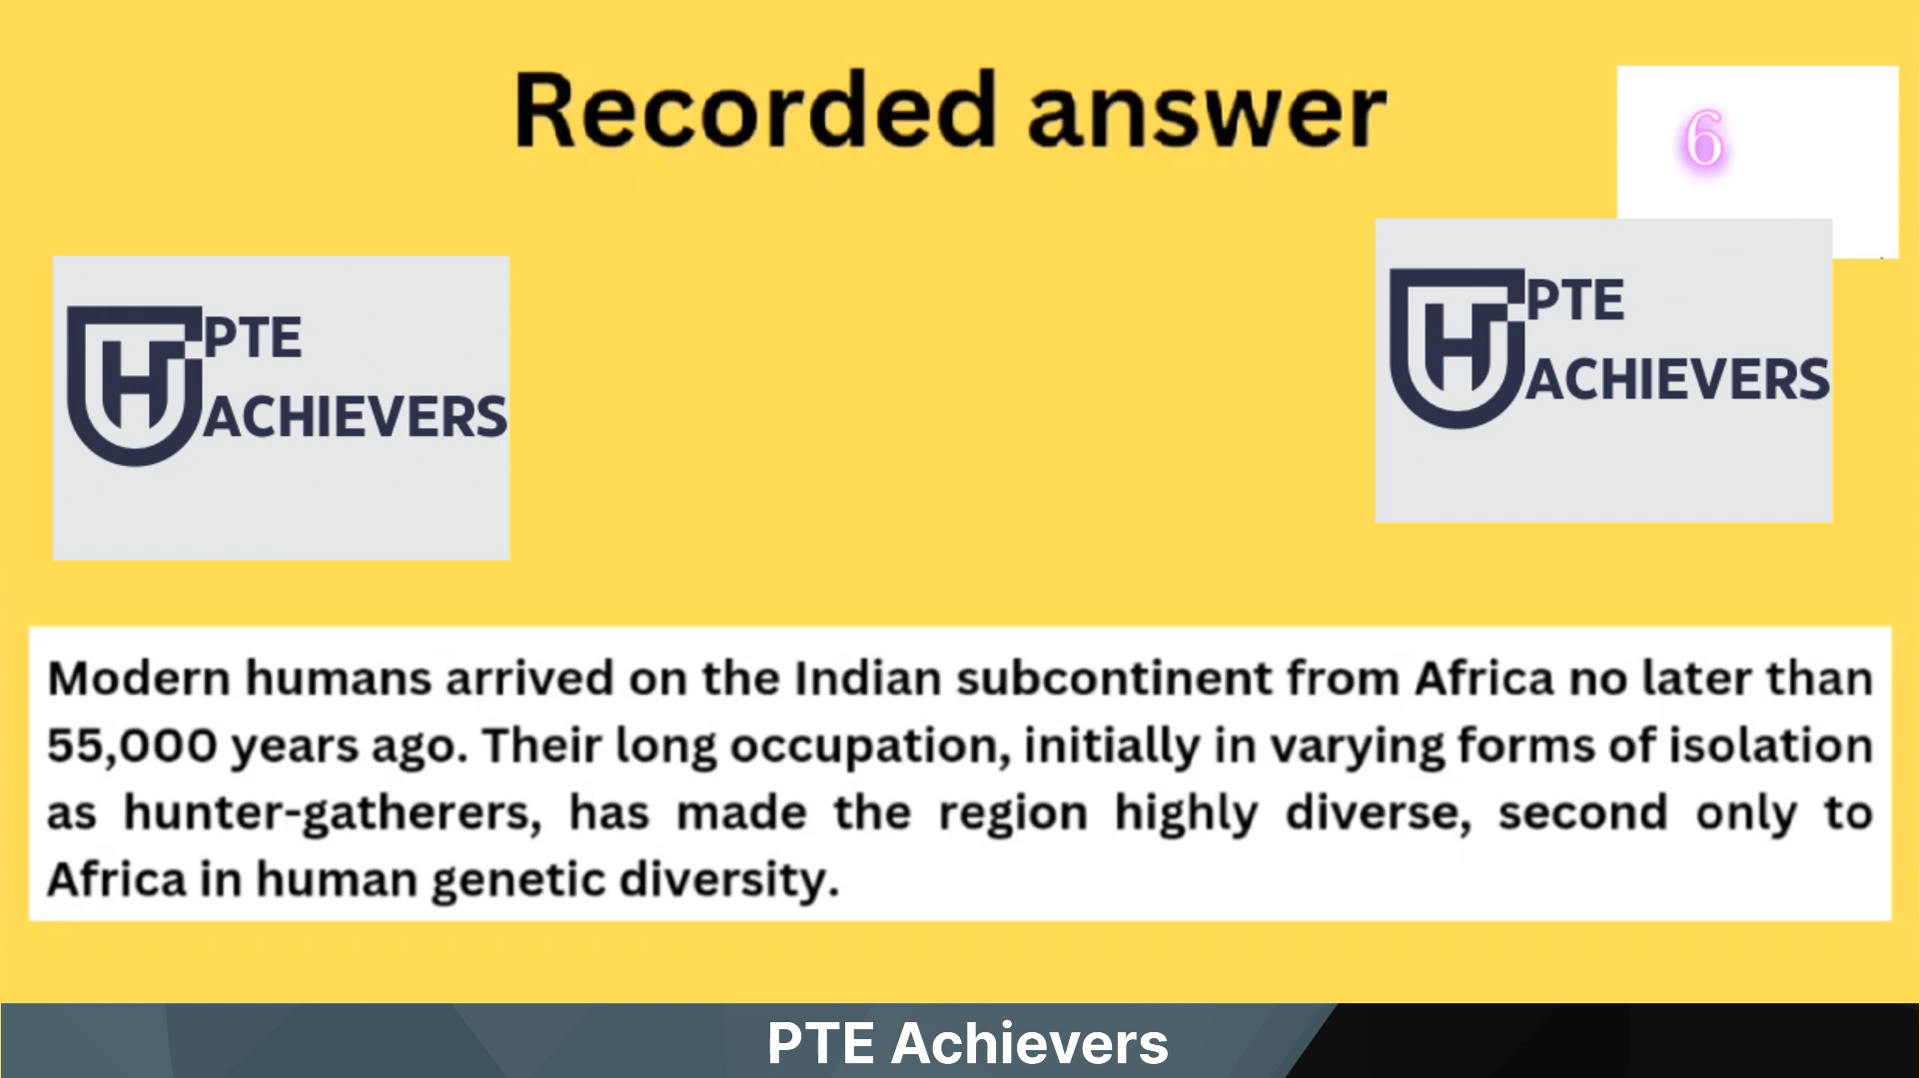 Recorded answer
6
PTE
ACHIEVERS
PTE
ACHIEVERS
Modern humans arrived on the Indian subcontinent from Africa no later than
55,000 years ago. Their long occupation, initially in varying forms of isolation
as hunter-gatherers, has made the region highly diverse, second only to
Africa in human genetic diversity.
PTE Achievers